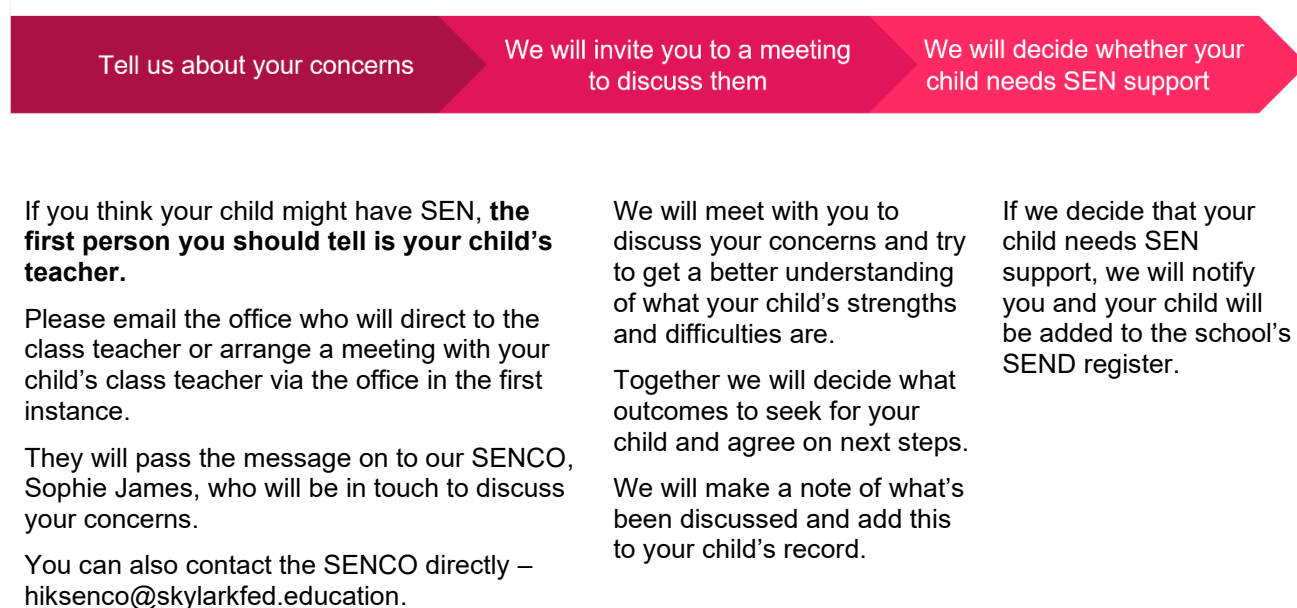 Tell us about your concerns
We will invite you to a meeting
to discuss them
We will decide whether your
child needs SEN support
If you think your child might have SEN, the
first person you should tell is your child’s
teacher.
Please email the office who will direct to the
class teacher or arrange a meeting with your
child’s class teacher via the office in the first
instance.
They will pass the message on to our SENCO,
Sophie James, who will be in touch to discuss
your concerns.
You can also contact the SENCO directly –
hiksenco@skylarkfed.education.
We will meet with you to
discuss your concerns and try
to get a better understanding
of what your child’s strengths
and difficulties are.
Together we will decide what
outcomes to seek for your
child and agree on next steps.
We will make a note of what’s
been discussed and add this
to your child’s record.
If we decide that your
child needs SEN
support, we will notify
you and your child will
be added to the school’s
SEND register.